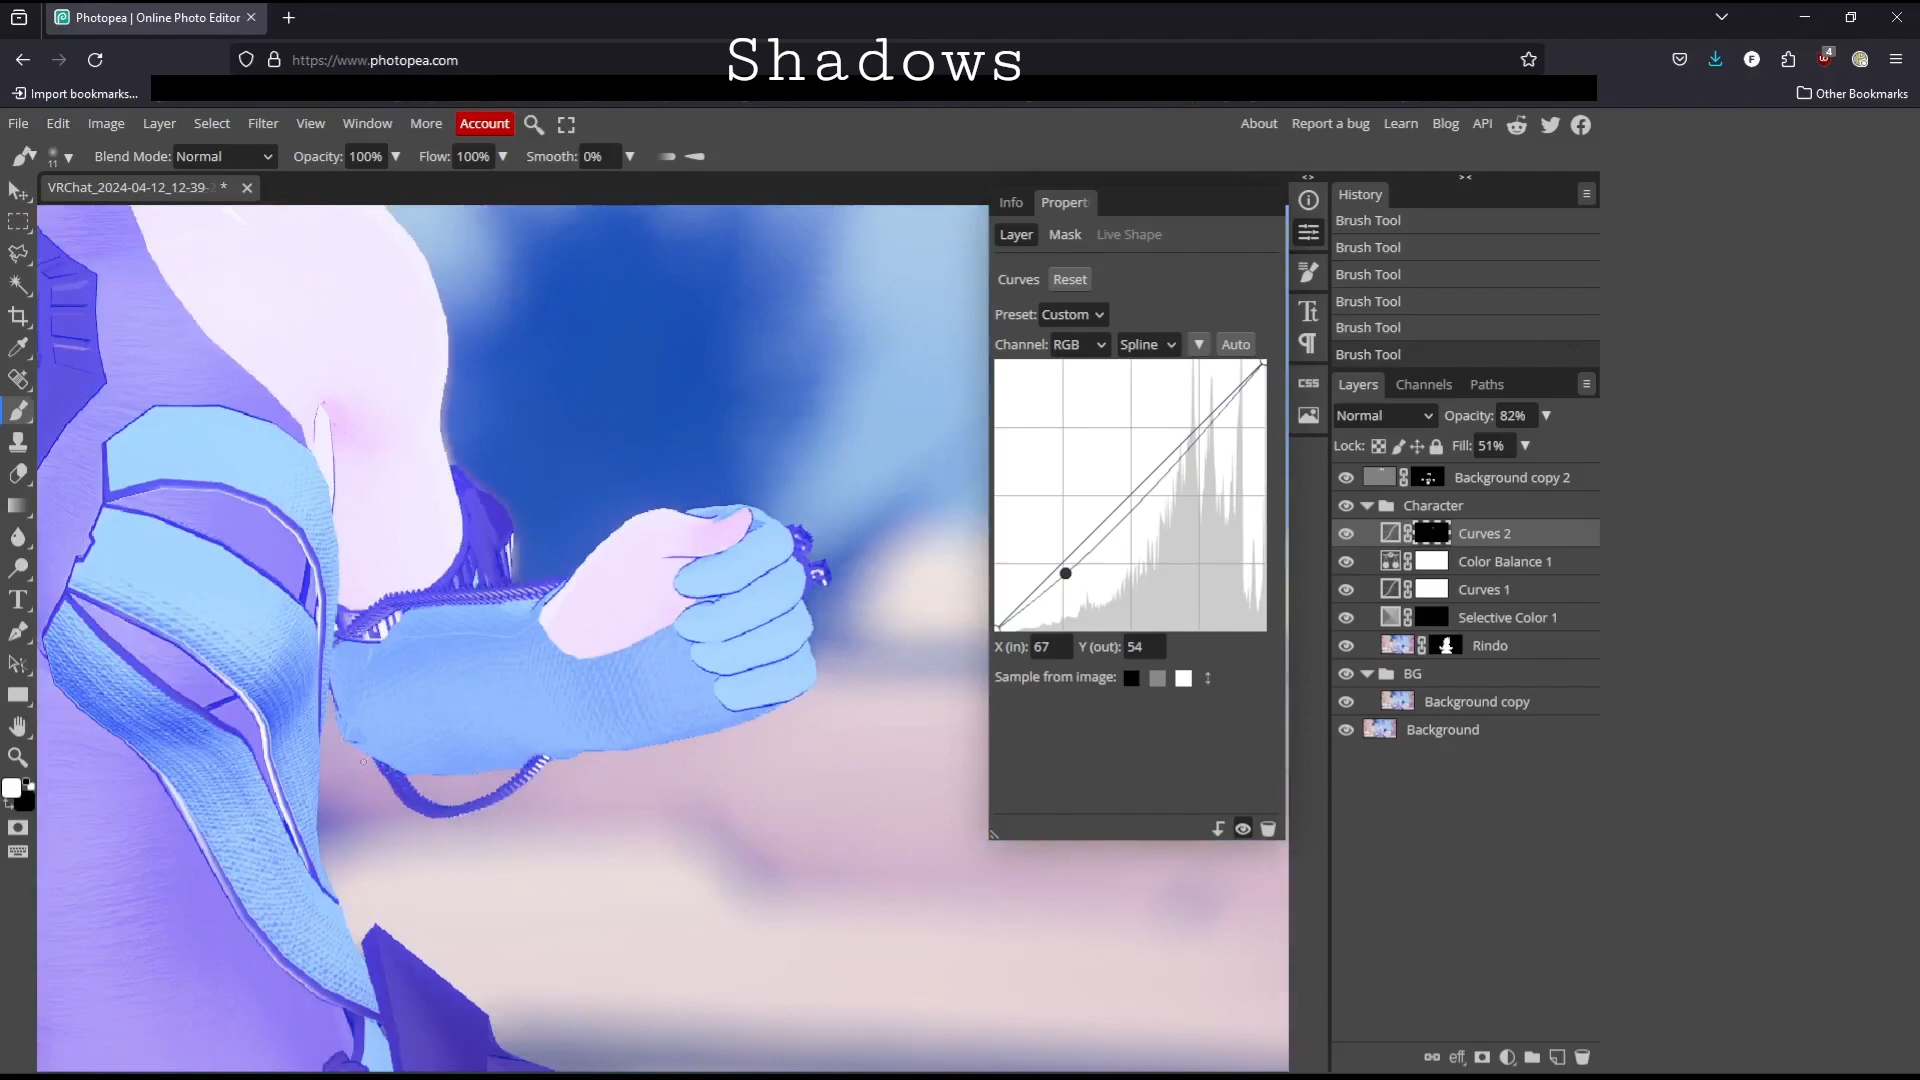 Photopea | Online Photo Editor
Shadows
https://www.photopea.com
4
Import bookmarks...
Other Bookmarks
File Edit Image Layer Select Filter View Window More Account
About Report a bug Learn Blog API
11 Blend Mode: Normal Opacity: 100% Flow: 100% Smooth: 0%
VRChat_2024-04-12_12-39- *
Info Propert
Layer Mask Live Shape
Curves Reset
Preset: Custom
Channel: RGB Spline Auto
X (in): 67 Y (out): 54
Sample from image:
CSS
History
Brush Tool
Brush Tool
Brush Tool
Brush Tool
Brush Tool
Brush Tool
Layers Channels Paths
Normal Opacity: 82%
Lock: Fill: 51%
Background copy 2
Character
Curves 2
Color Balance 1
Curves 1
Selective Color 1
Rindo
BG
Background copy
Background
eff